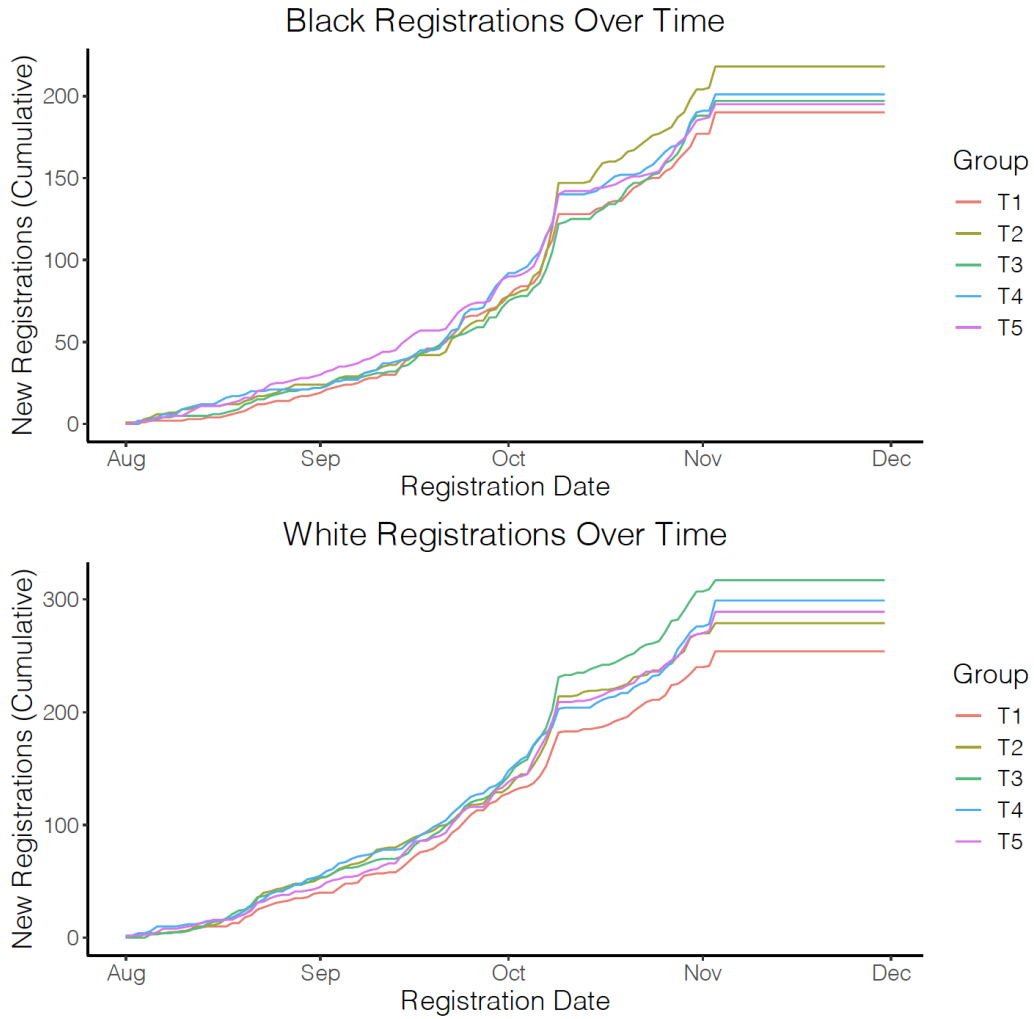 Black Registrations Over Time
New Registrations (Cumulative)
200
150
100
50
0
Aug
Sep
Oct
Nov
Dec
Registration Date
Group
T1
T2
T3
T4
T5
White Registrations Over Time
New Registrations (Cumulative)
300
200
100
0
Aug
Sep
Oct
Nov
Dec
Registration Date
Group
T1
T2
T3
T4
T5